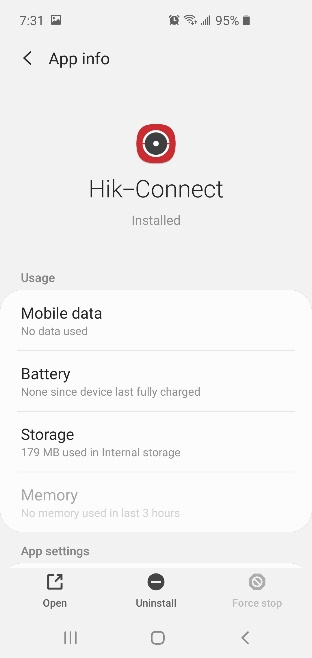 7:31 95%
App info
Hik-Connect
Installed
Usage
Mobile data
No data used
Battery
None since device last fully charged
Storage
179 MB used in Internal storage
Memory
No memory used in last 3 hours
App settings
Open Uninstall Force stop